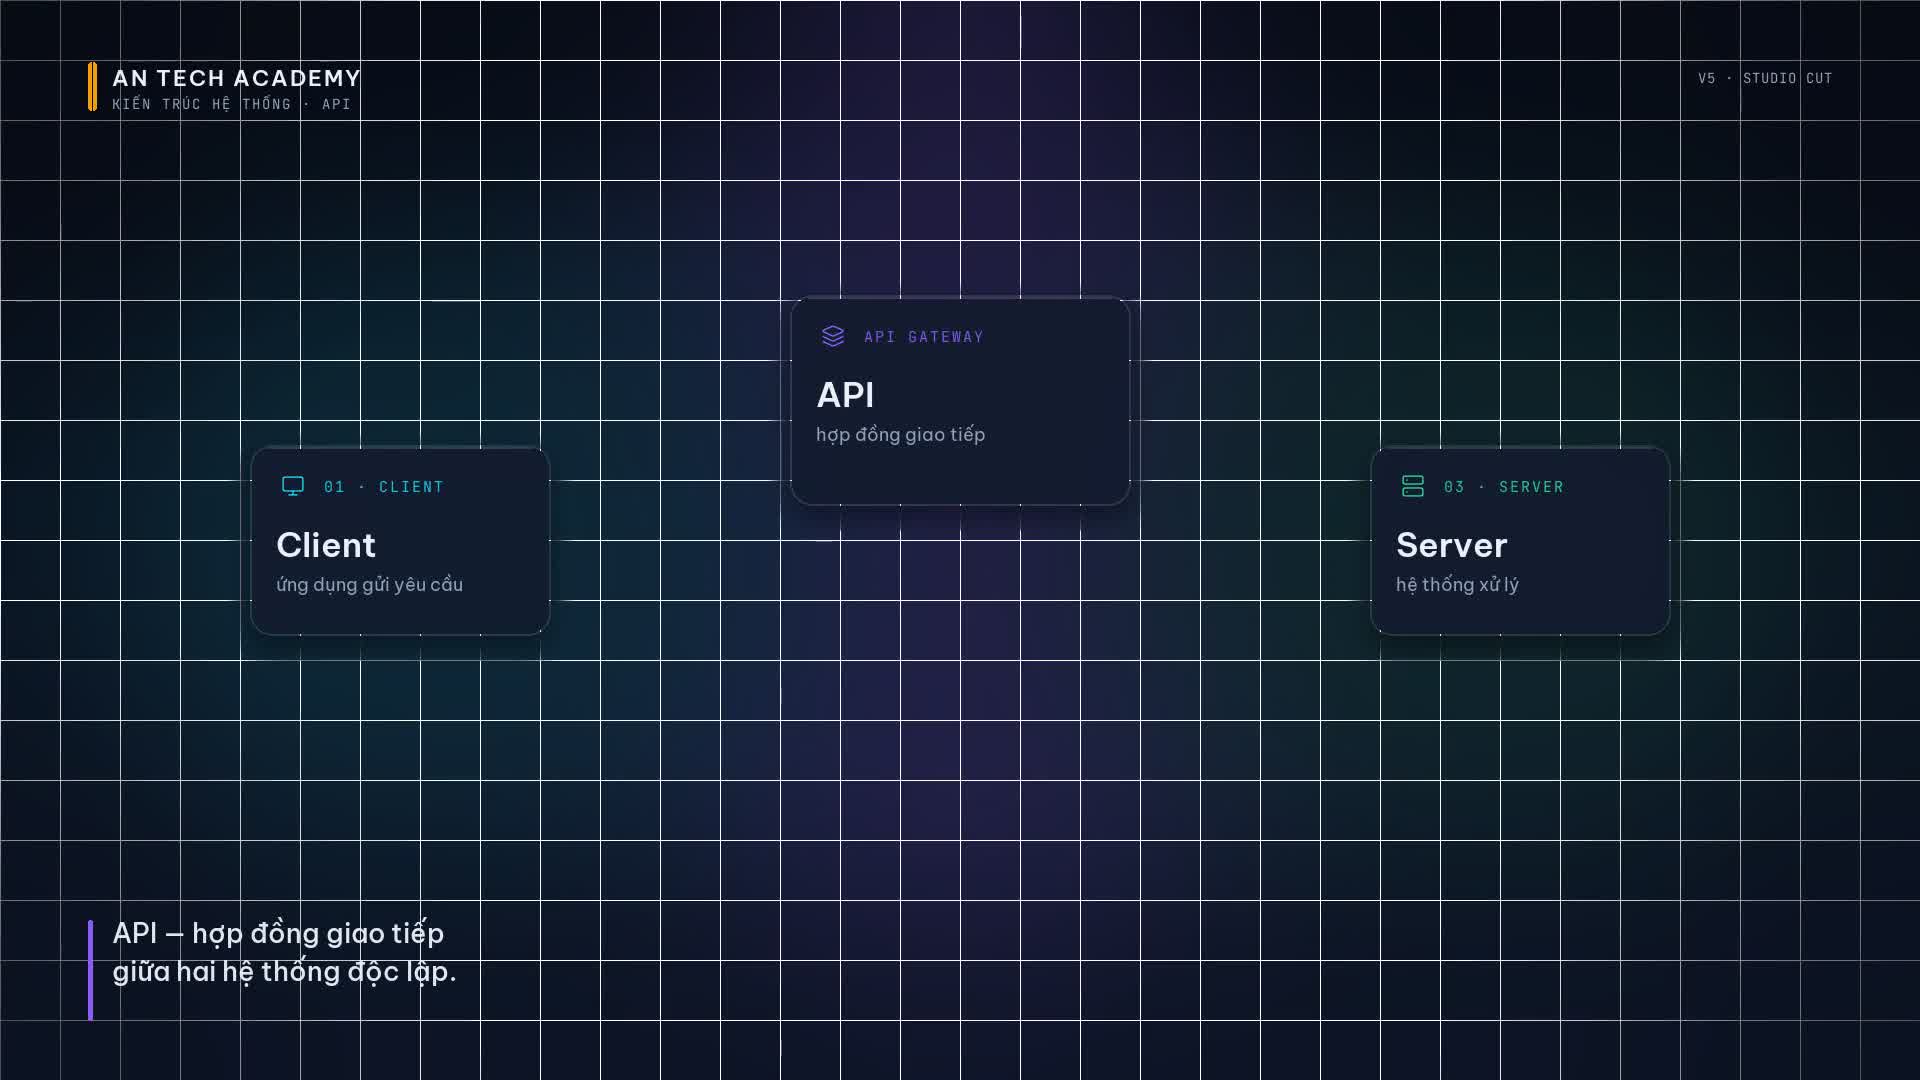 AN TECH ACADEMY
KIẾN TRÚC HỆ THỐNG · API
V5 · STUDIO CUT
API GATEWAY
API
hợp đồng giao tiếp
01 · CLIENT
Client
ứng dụng gửi yêu cầu
03 · SERVER
Server
hệ thống xử lý
API — hợp đồng giao tiếp
giữa hai hệ thống độc lập.